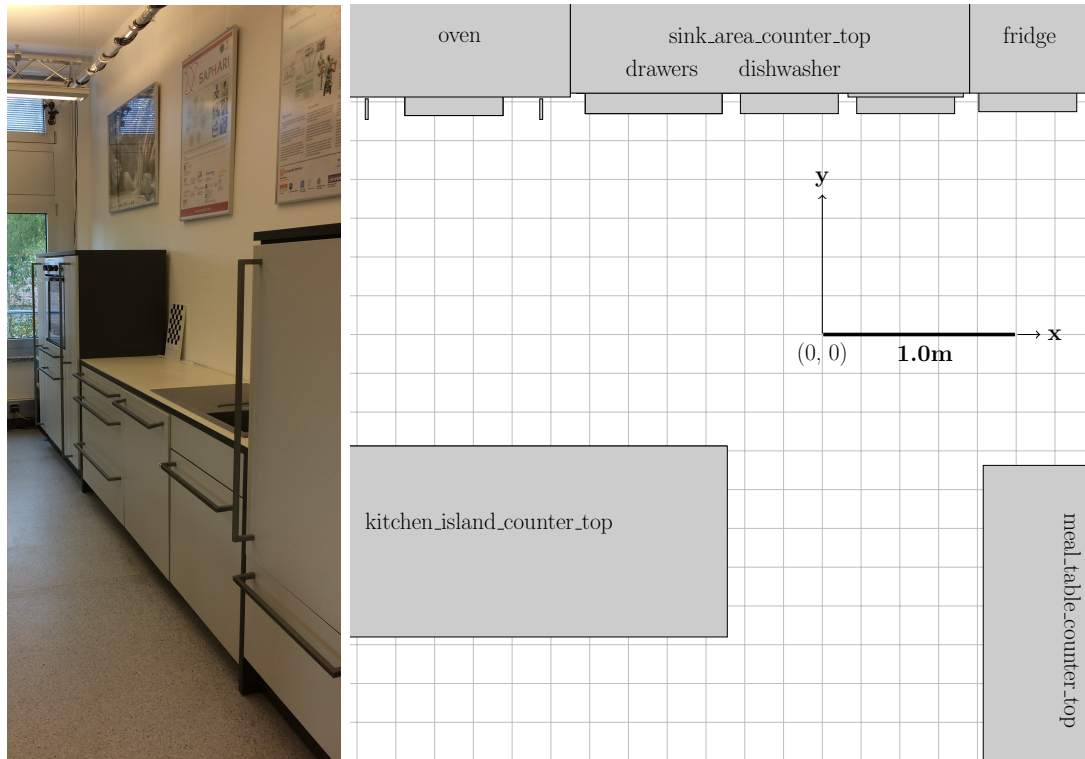 SAPHARI
oven
sink_area_counter_top
fridge
drawers
dishwasher
y
x
(0, 0)
1.0m
kitchen_island_counter_top
meal_table_counter_top